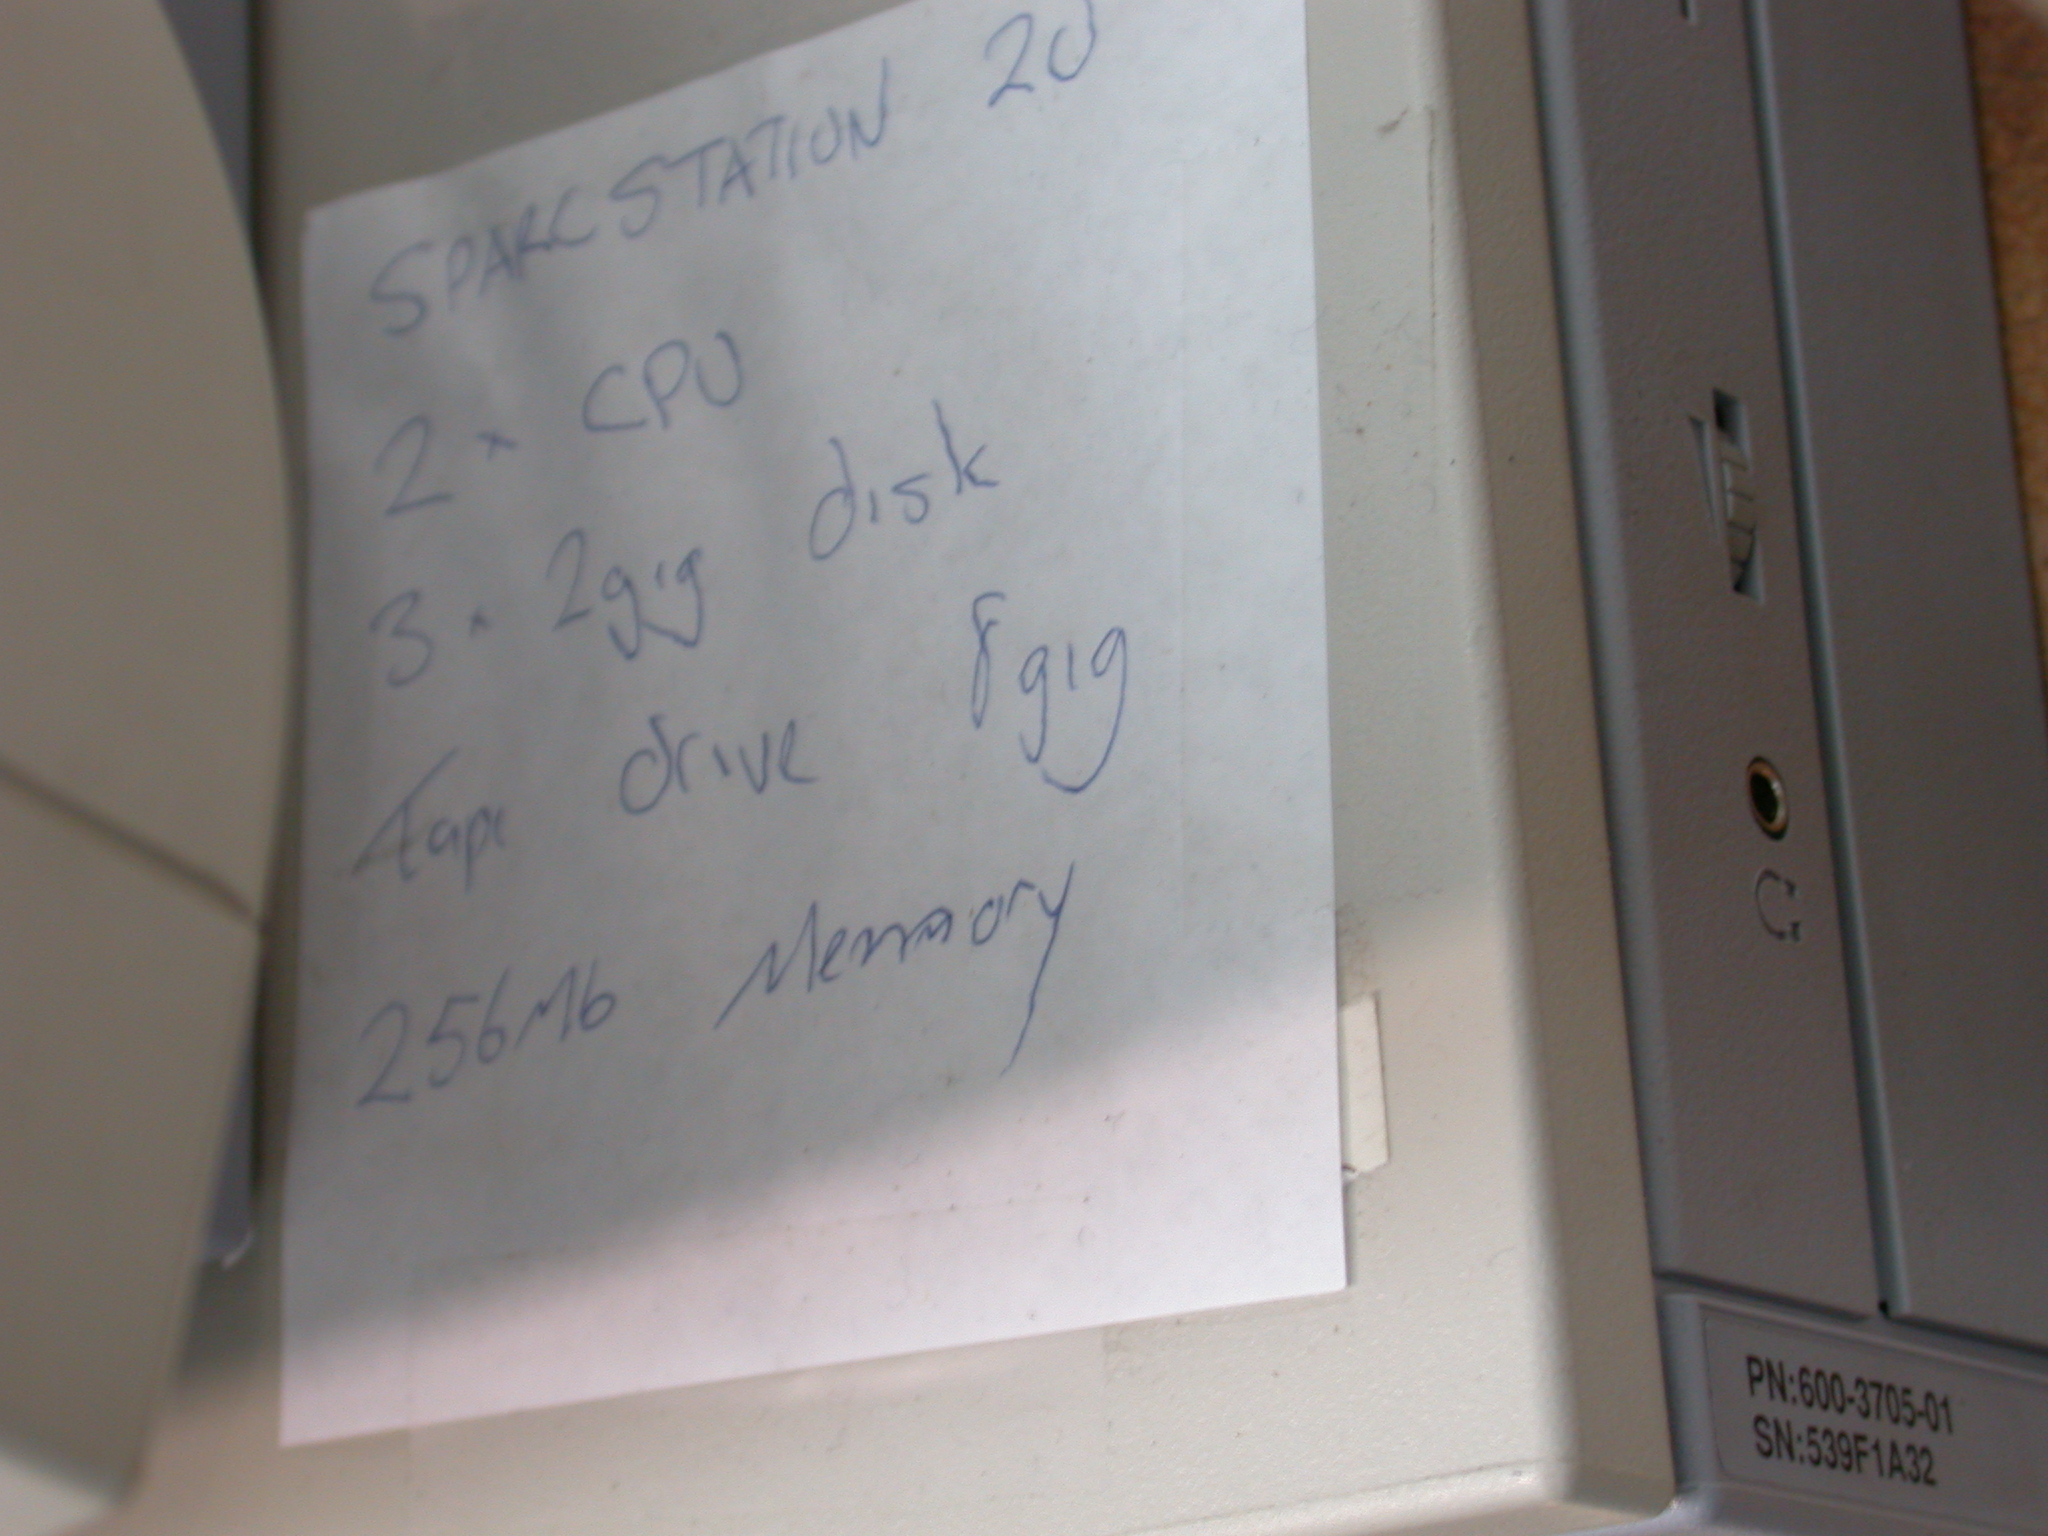 SPARCSTATION 20
2 x CPU
3 x 2gig disk
Tape drive 8gig
256Mb Memory
PN:600-3705-01
SN:539F1A32